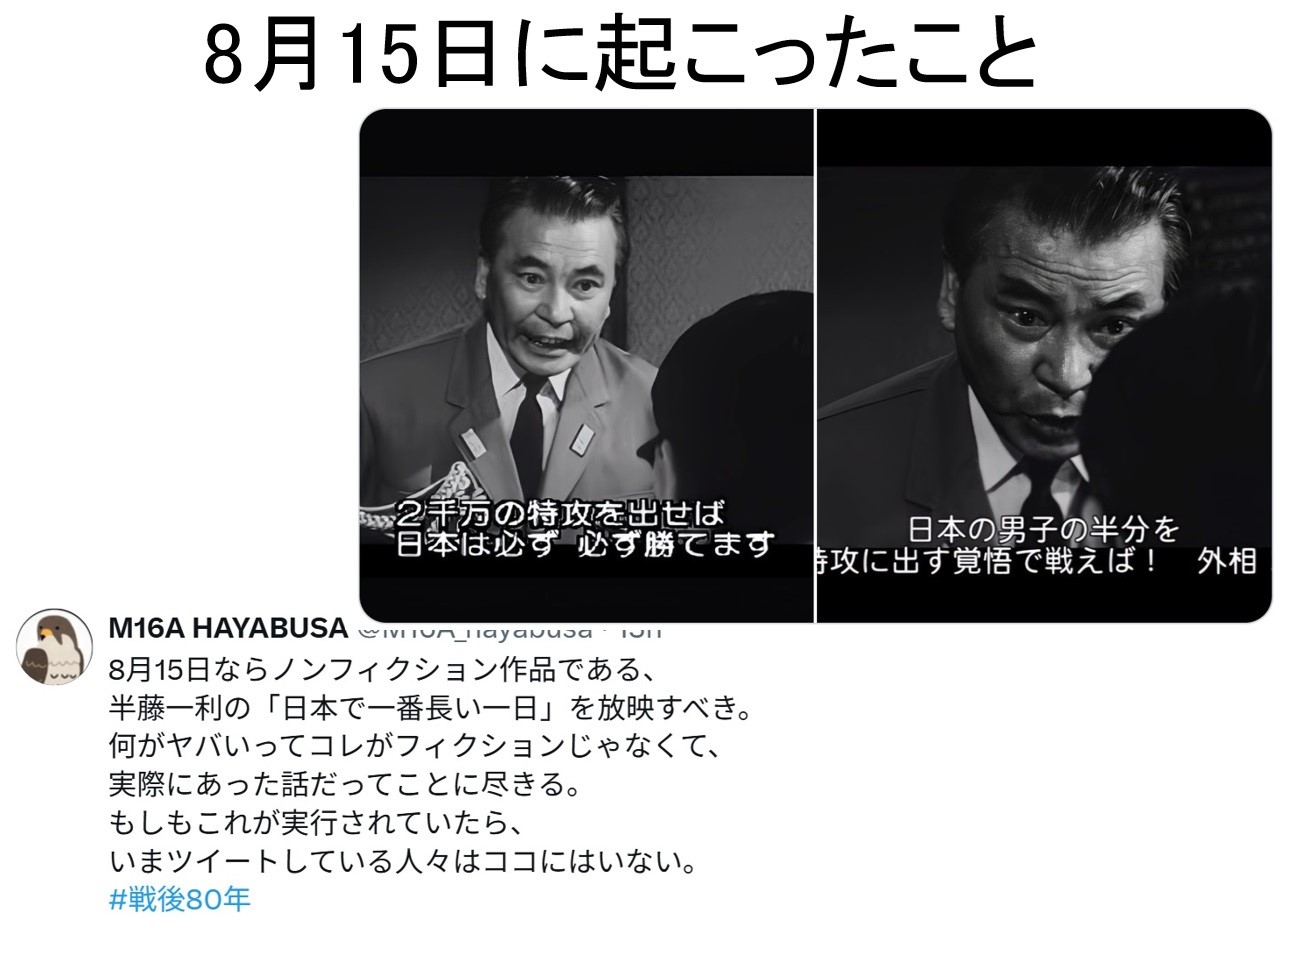 8月15日に起こったこと
2千万の特攻を出せば
日本は必ず 必ず勝てます
日本の男子の半分を
特攻に出す覚悟で戦えば！ 外相
M16A HAYABUSA @M16A_hayabusa · 13h
8月15日ならノンフィクション作品である、
半藤一利の「日本で一番長い一日」を放映すべき。
何がヤバいってコレがフィクションじゃなくて、
実際にあった話だってことに尽きる。
もしもこれが実行されていたら、
いまツイートしている人々はココにはいない。
#戦後80年